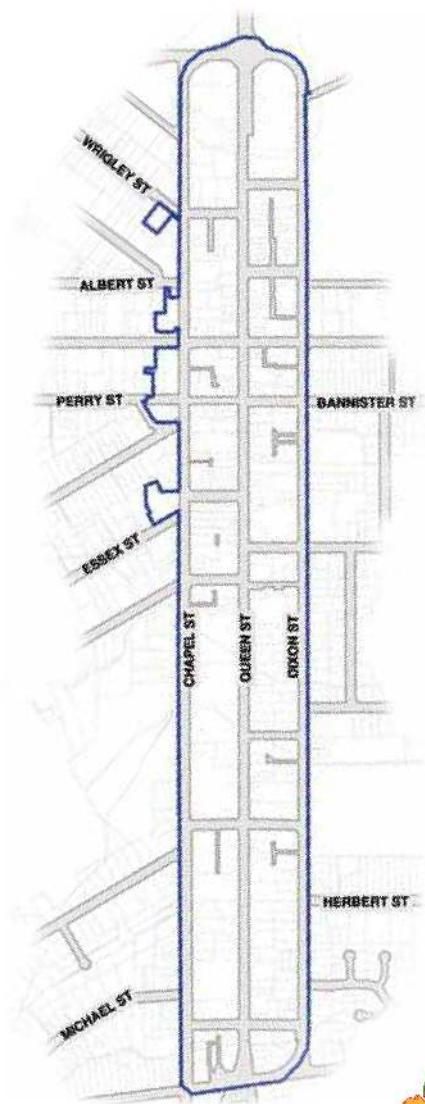 WRIGLEY ST
ALBERT ST
PERRY ST
BANNISTER ST
ESSEX ST
CHAPEL ST
QUEEN ST
DIXON ST
HERBERT ST
MICHAEL ST